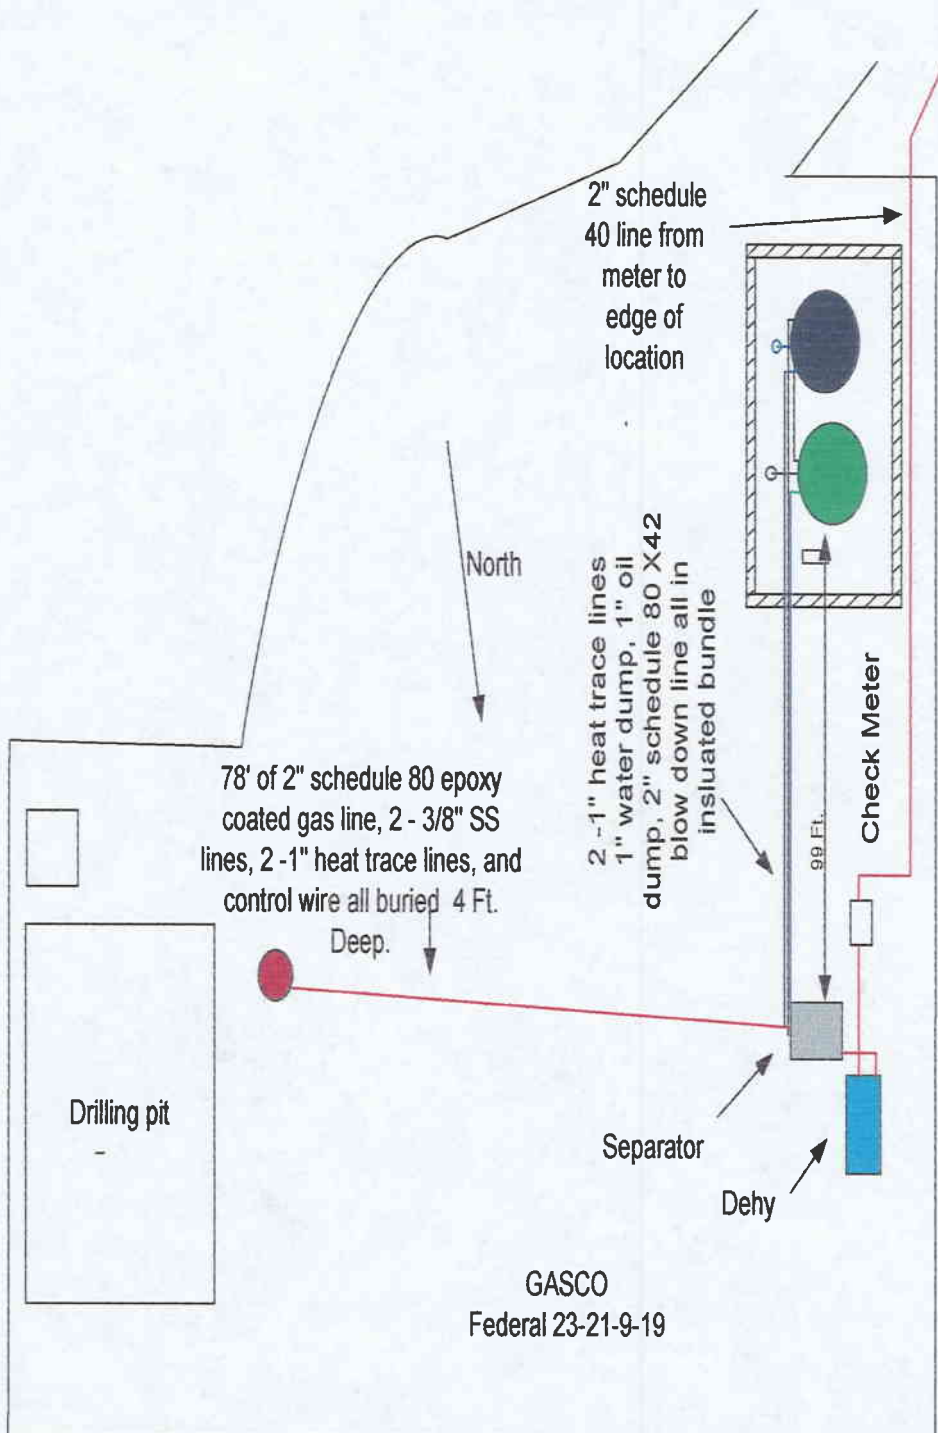 2" schedule
40 line from
meter to
edge of
location
North
2 -1" heat trace lines
1" water dump, 1" oil
dump, 2" schedule 80 X42
blow down line all in
insluated bundle
99 Ft.
Check Meter
78' of 2" schedule 80 epoxy
coated gas line, 2 - 3/8" SS
lines, 2 -1" heat trace lines, and
control wire all buried 4 Ft.
Deep.
Drilling pit
Separator
Dehy
GASCO
Federal 23-21-9-19